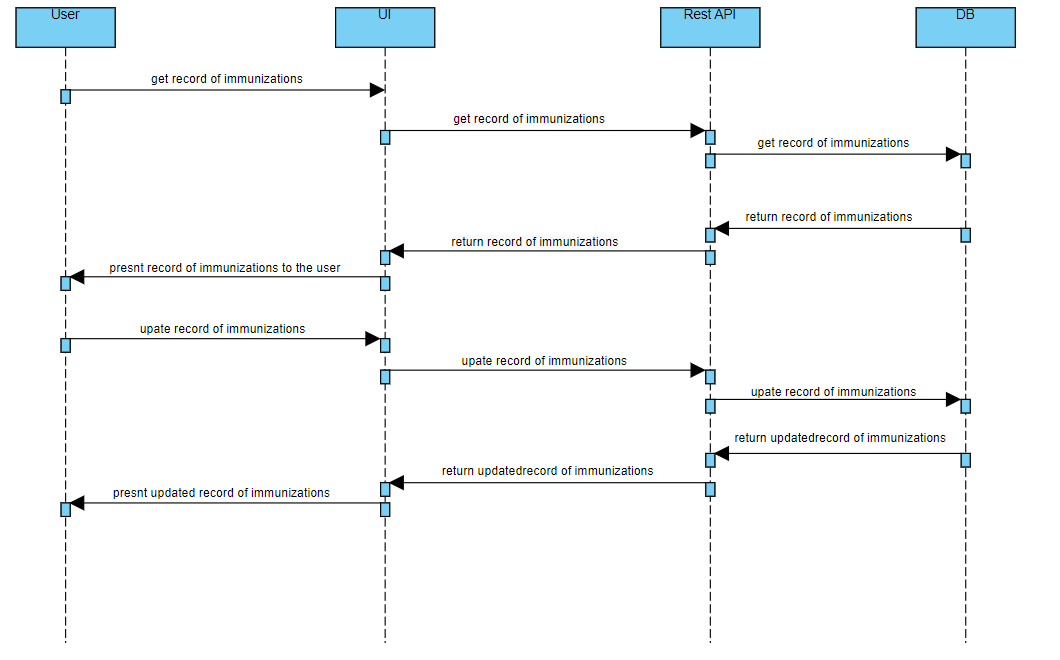 User
UI
Rest API
DB
get record of immunizations
get record of immunizations
get record of immunizations
return record of immunizations
return record of immunizations
presnt record of immunizations to the user
upate record of immunizations
upate record of immunizations
upate record of immunizations
return updatedrecord of immunizations
return updatedrecord of immunizations
presnt updated record of immunizations